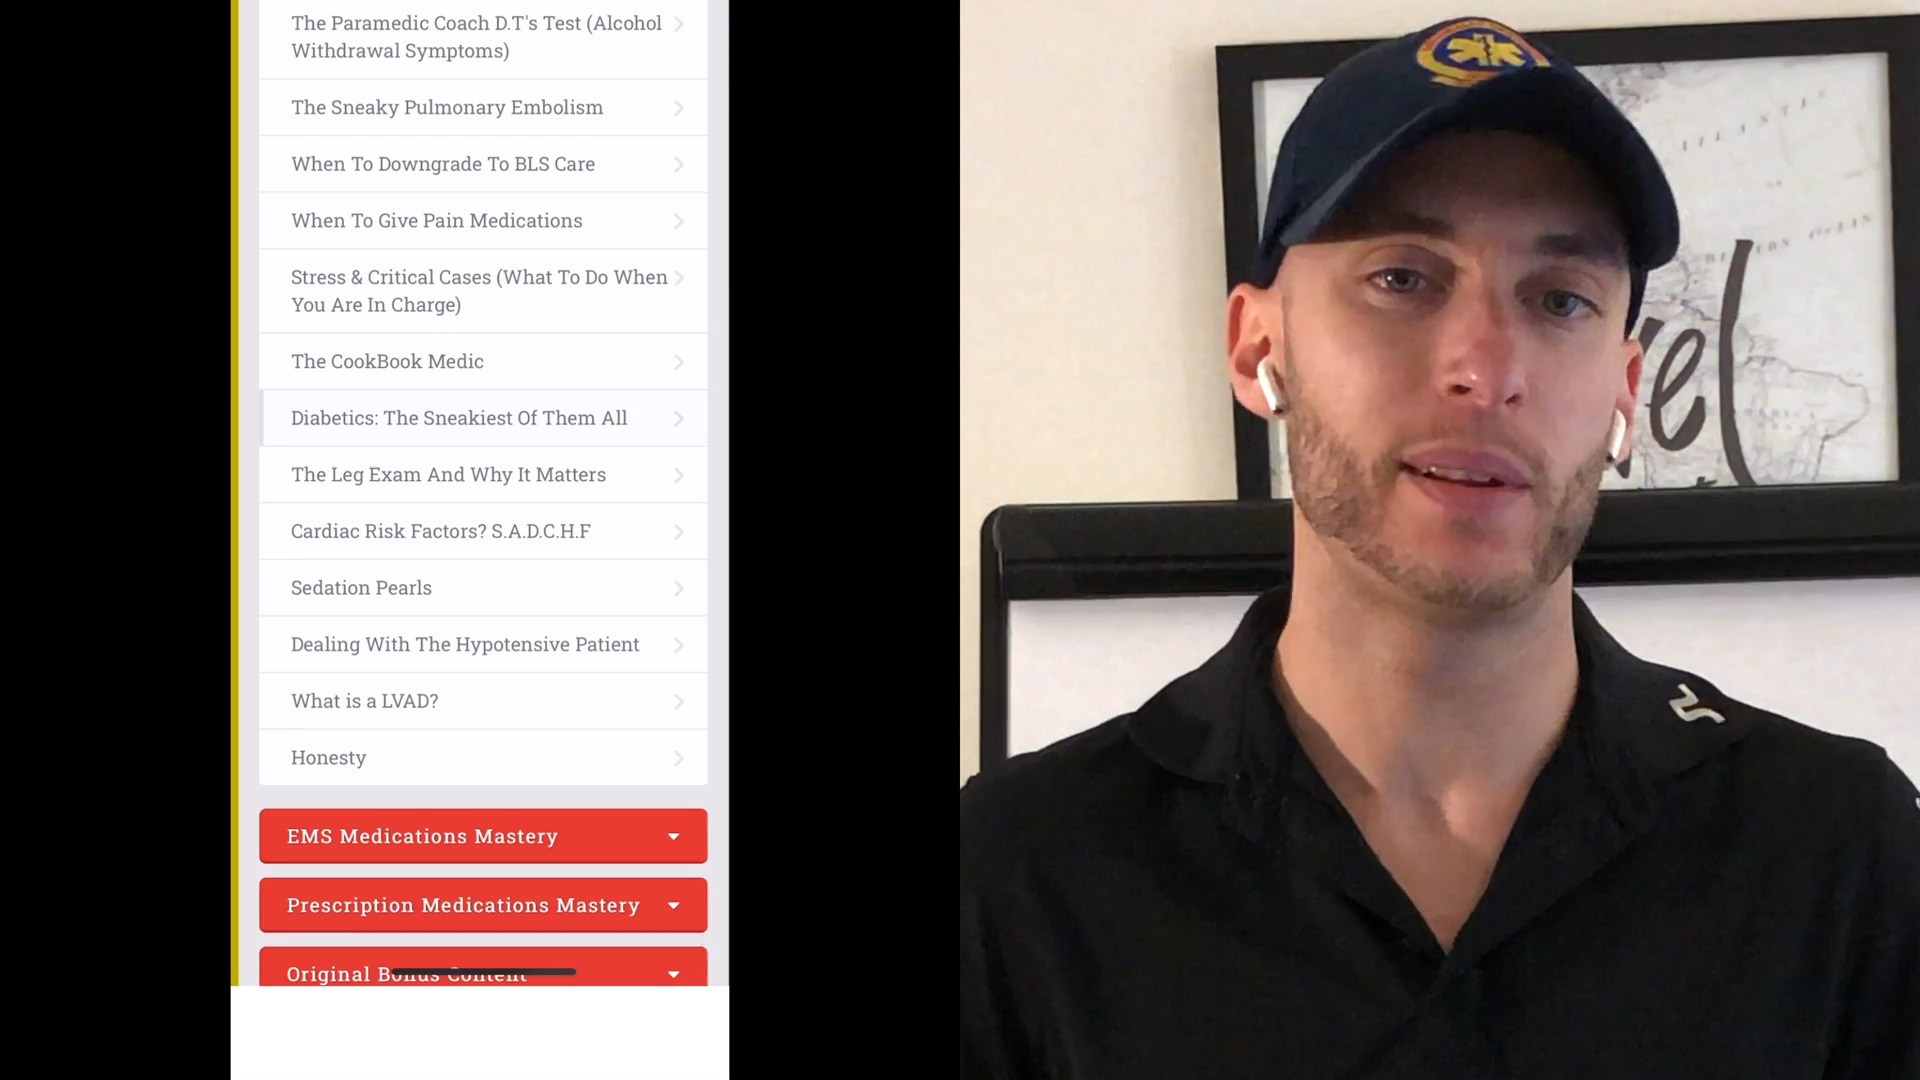 The Paramedic Coach D.T's Test (Alcohol
Withdrawal Symptoms)
The Sneaky Pulmonary Embolism
When To Downgrade To BLS Care
When To Give Pain Medications
Stress & Critical Cases (What To Do When
You Are In Charge)
The CookBook Medic
Diabetics: The Sneakiest Of Them All
The Leg Exam And Why It Matters
Cardiac Risk Factors? S.A.D.C.H.F
Sedation Pearls
Dealing With The Hypotensive Patient
What is a LVAD?
Honesty
EMS Medications Mastery
Prescription Medications Mastery
Original Bonus Content
ATLANTIC